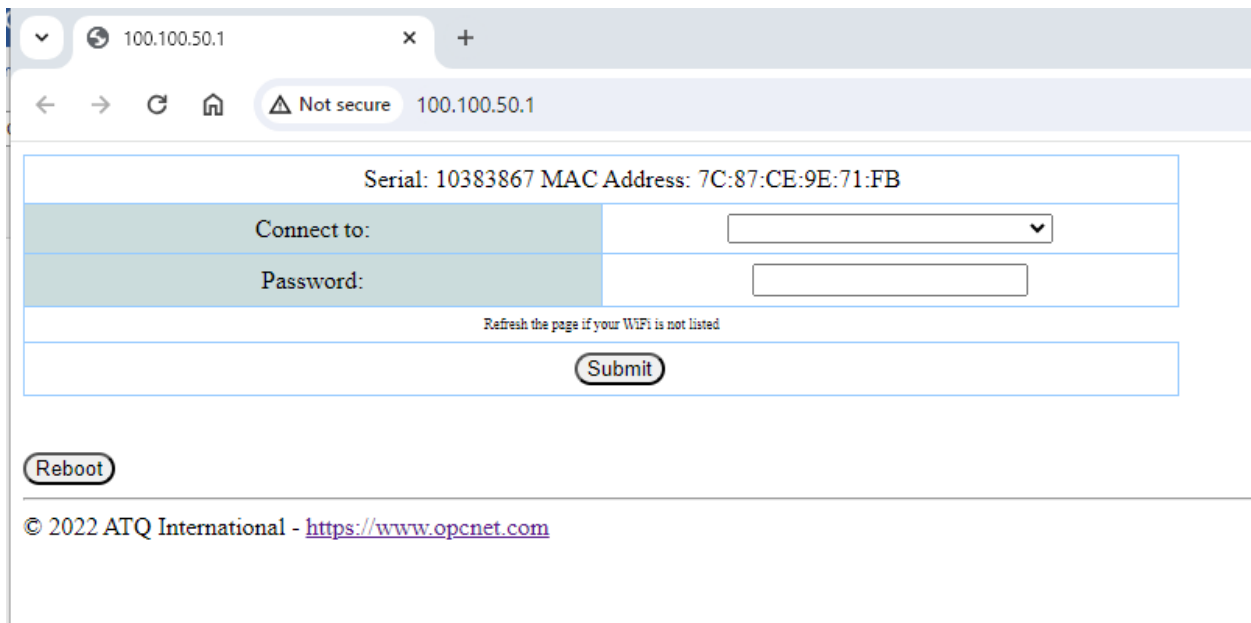 100.100.50.1
Not secure 100.100.50.1
Serial: 10383867 MAC Address: 7C:87:CE:9E:71:FB
Connect to:
Password:
Refresh the page if your WiFi is not listed
Submit
Reboot
© 2022 ATQ International - https://www.opcnet.com